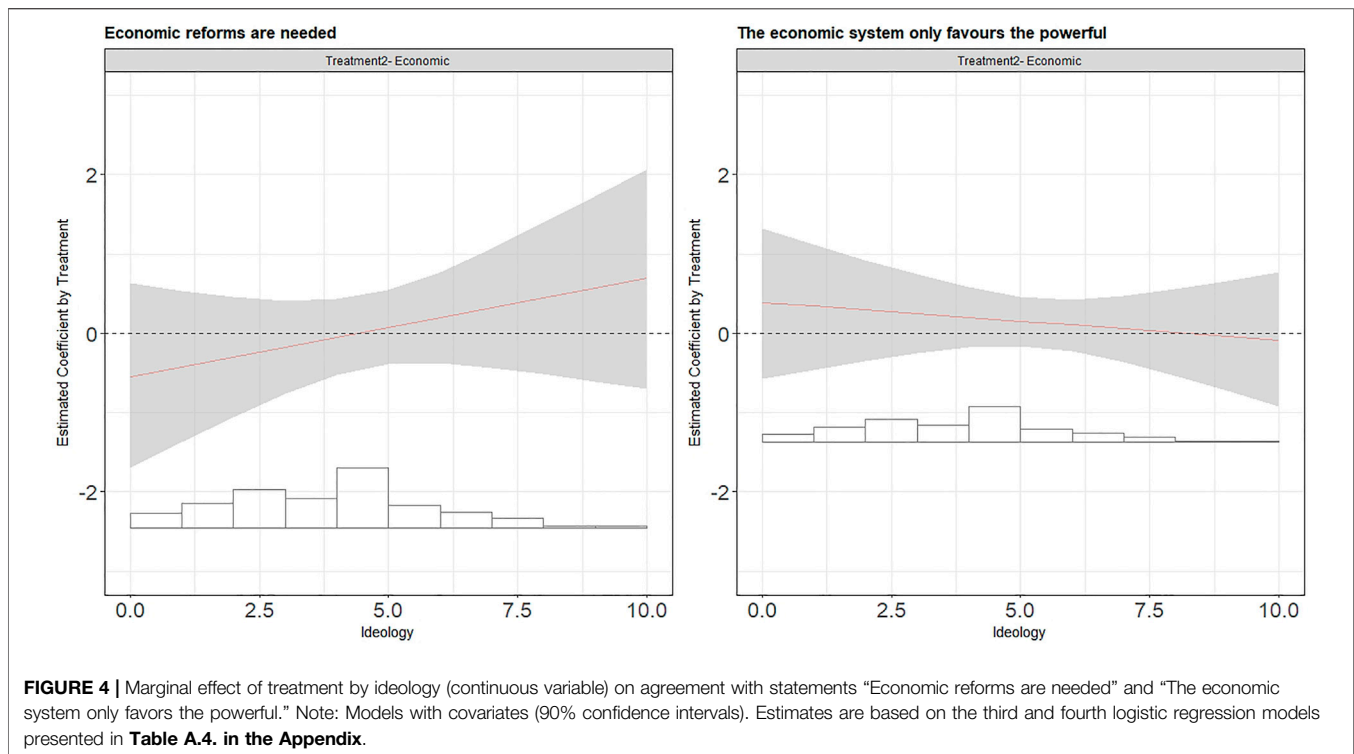 Economic reforms are needed
Treatment2- Economic
Estimated Coefficient by Treatment
2
0
-2
0.0 2.5 5.0 7.5 10.0
Ideology
The economic system only favours the powerful
Treatment2- Economic
Estimated Coefficient by Treatment
2
0
-2
0.0 2.5 5.0 7.5 10.0
Ideology
FIGURE 4 | Marginal effect of treatment by ideology (continuous variable) on agreement with statements “Economic reforms are needed” and “The economic
system only favors the powerful.” Note: Models with covariates (90% confidence intervals). Estimates are based on the third and fourth logistic regression models
presented in Table A.4. in the Appendix.